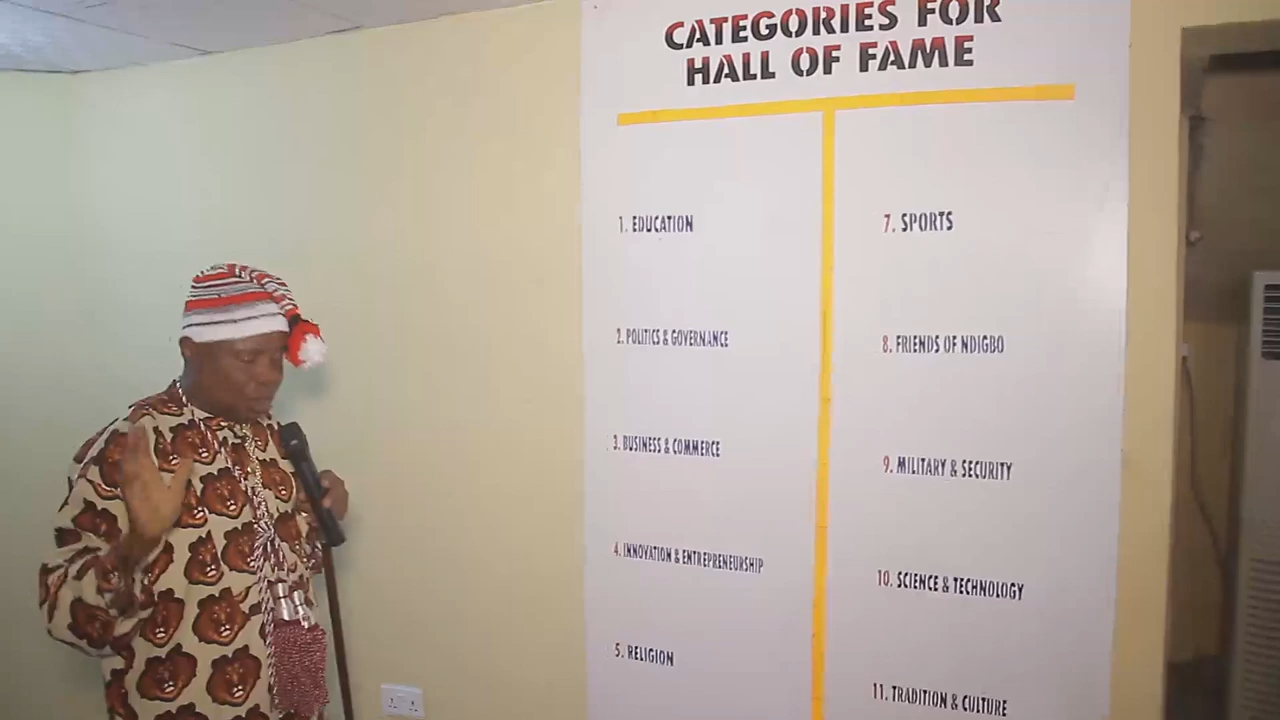 CATEGORIES FOR
HALL OF FAME
1. EDUCATION
2. POLITICS & GOVERNANCE
3. BUSINESS & COMMERCE
4. INNOVATION & ENTREPRENEURSHIP
5. RELIGION
7. SPORTS
8. FRIENDS OF NDIGBO
9. MILITARY & SECURITY
10. SCIENCE & TECHNOLOGY
11. TRADITION & CULTURE